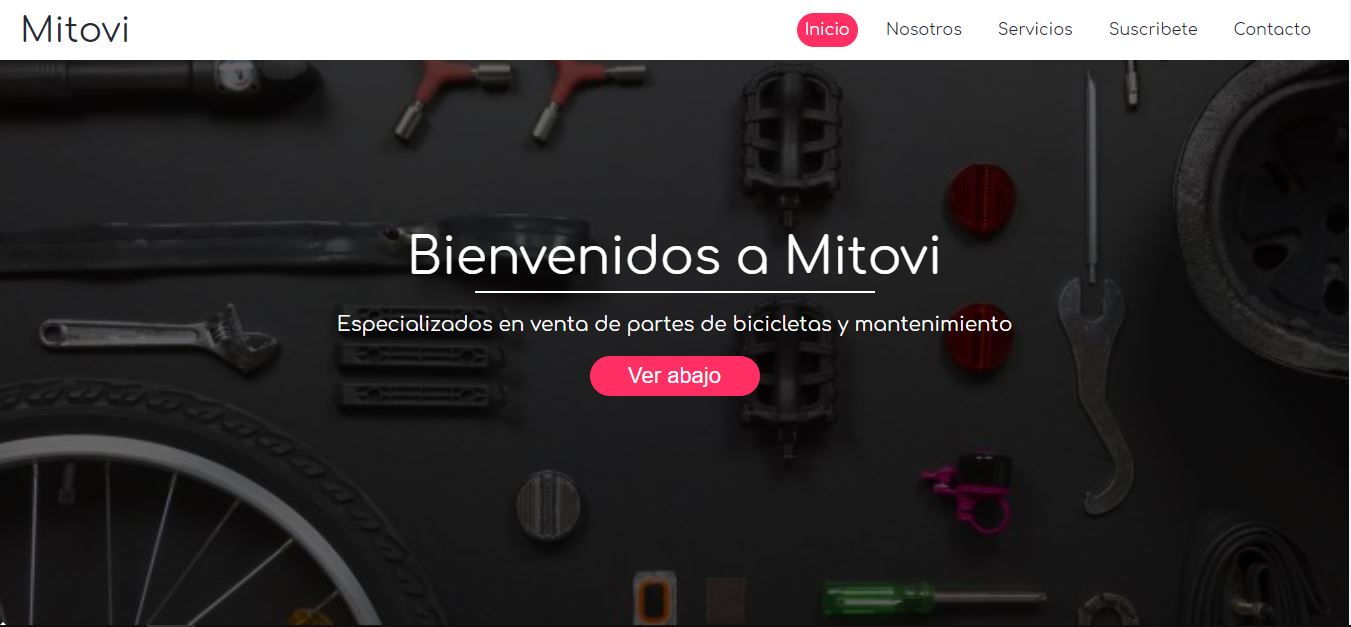 Mitovi
Inicio Nosotros Servicios Suscribete Contacto
Bienvenidos a Mitovi
Especializados en venta de partes de bicicletas y mantenimiento
Ver abajo